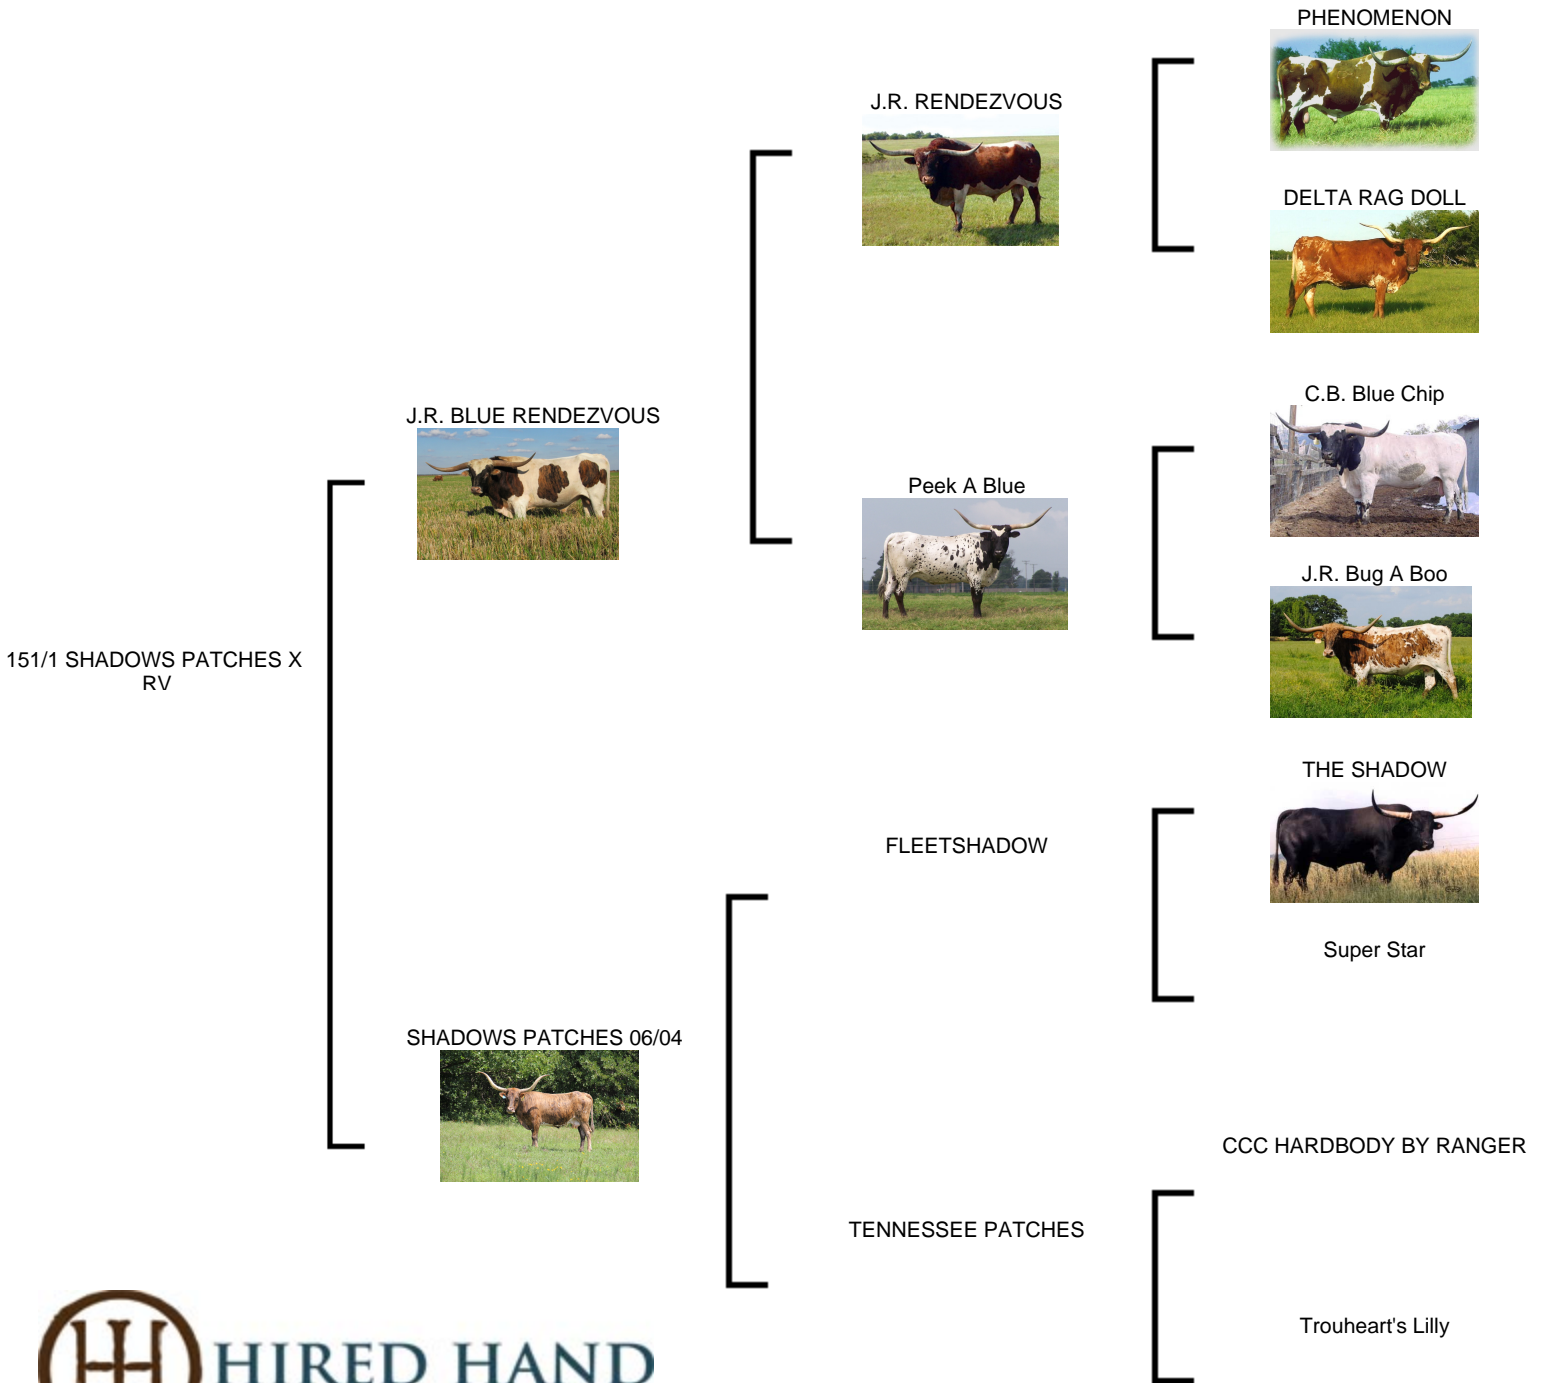 PHENOMENON
J.R. RENDEZVOUS
DELTA RAG DOLL
C.B. Blue Chip
J.R. BLUE RENDEZVOUS
Peek A Blue
J.R. Bug A Boo
151/1 SHADOWS PATCHES X
RV
THE SHADOW
FLEETSHADOW
Super Star
SHADOWS PATCHES 06/04
CCC HARDBODY BY RANGER
TENNESSEE PATCHES
Trouheart's Lilly
HIRED HAND